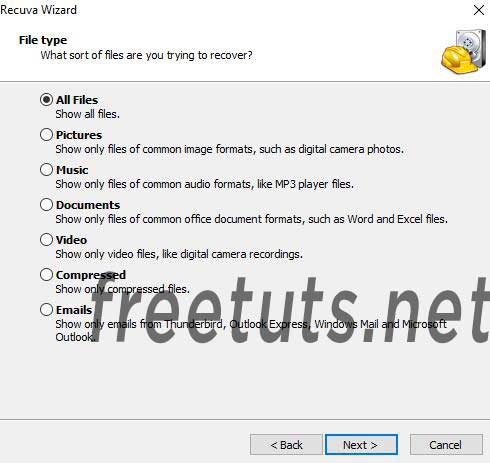 Recuva Wizard
File type
What sort of files are you trying to recover?
All Files
Show all files.
Pictures
Show only files of common image formats, such as digital camera photos.
Music
Show only files of common audio formats, like MP3 player files.
Documents
Show only files of common office document formats, such as Word and Excel files.
Video
Show only video files, like digital camera recordings.
Compressed
Show only compressed files.
freetuts.net
Emails
Show only emails from Thunderbird, Outlook Express, Windows Mail and Microsoft
Outlook.
< Back
Next >
Cancel